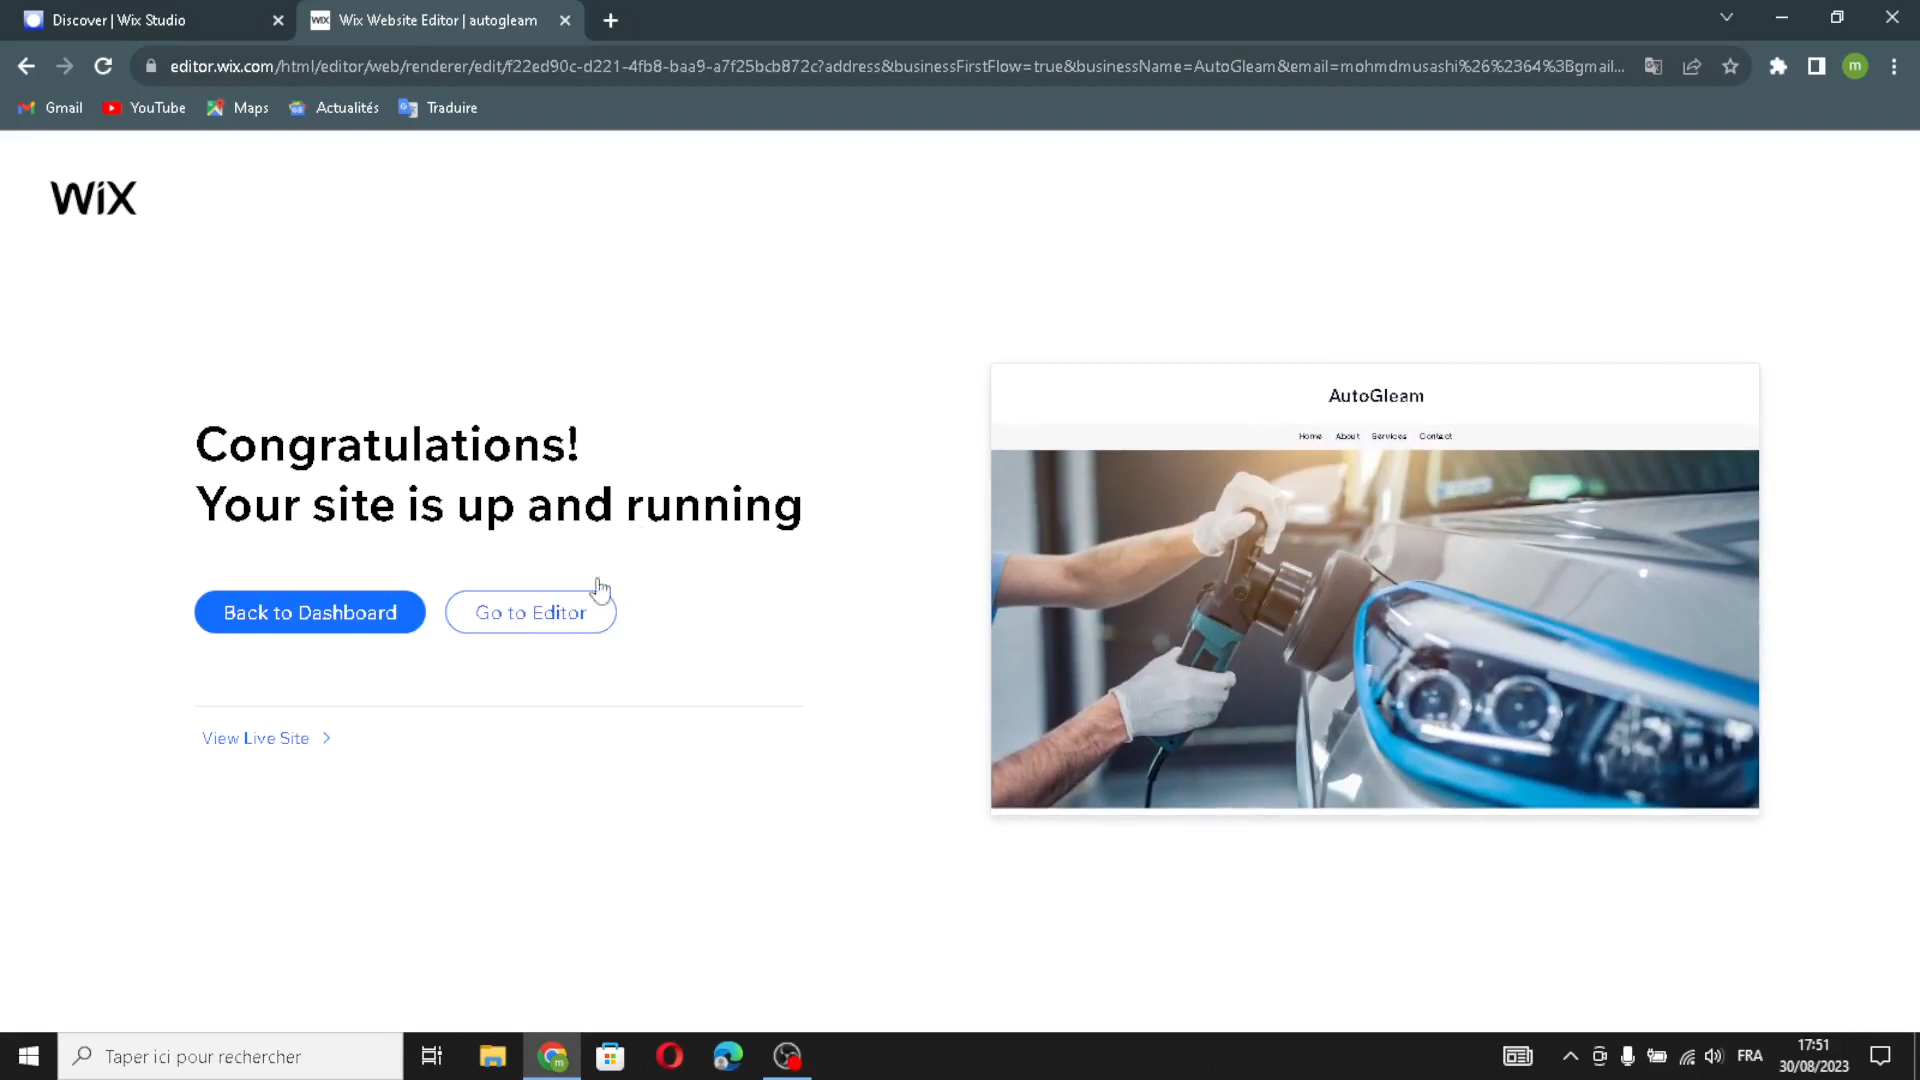 Discover | Wix Studio
WIX Wix Website Editor | autogleam
editor.wix.com/html/editor/web/renderer/edit/f22ed90c-d221-4fb8-baa9-a7f25bcb872c?address&businessFirstFlow=true&businessName=AutoGleam&email=mohmdmusashi%26%2364%3Bgmail...
m
Gmail YouTube Maps Actualités Traduire
WiX
AutoGleam
Home About Services Contact
Congratulations!
Your site is up and running
Back to Dashboard Go to Editor
View Live Site
Taper ici pour rechercher
FRA
17:51
30/08/2023